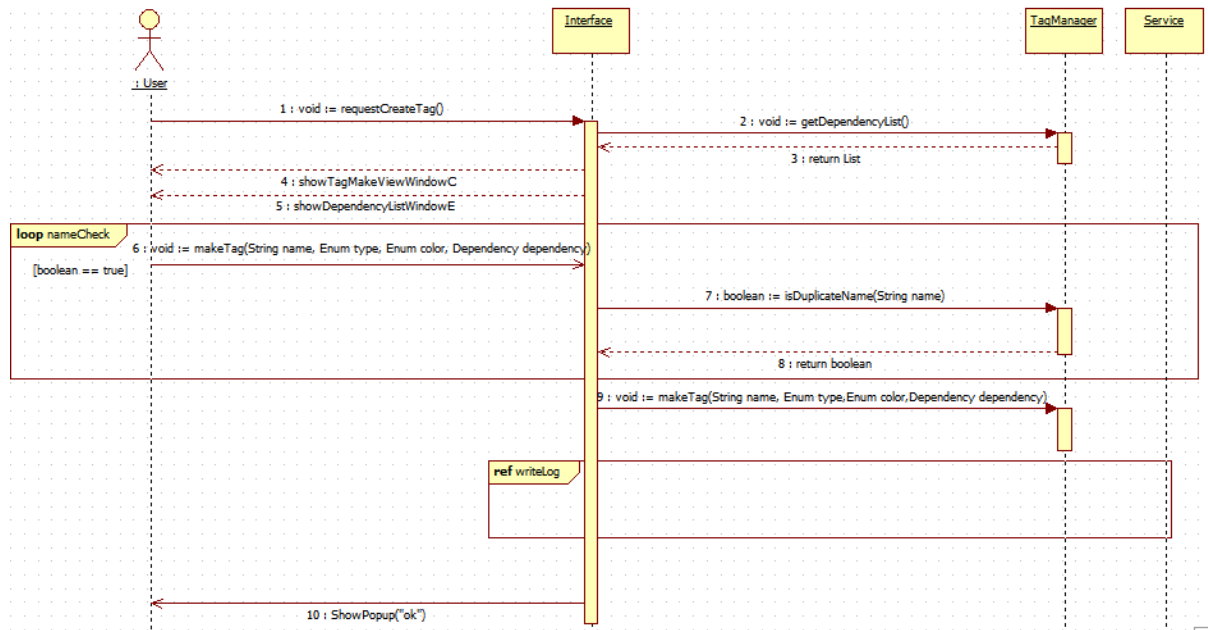 Interface
TagManager
Service
: User
1 : void := requestCreateTag()
2 : void := getDependencyList()
3 : return List
4 : showTagMakeViewWindowC
5 : showDependencyListWindowE
loop nameCheck
6 : void := makeTag(String name, Enum type, Enum color, Dependency dependency)
[boolean == true]
7 : boolean := isDuplicateName(String name)
8 : return boolean
9 : void := makeTag(String name, Enum type,Enum color,Dependency dependency)
ref writeLog
10 : ShowPopup("ok")